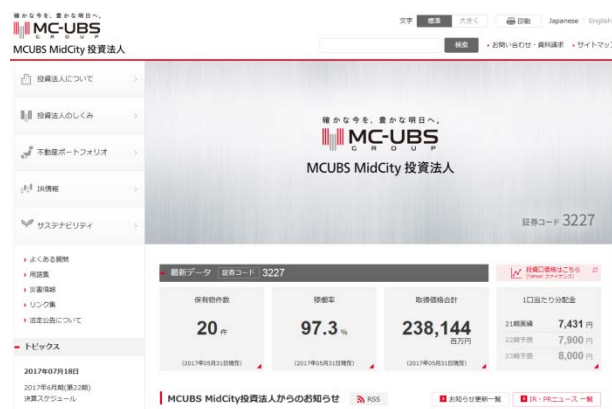 確かな今を、豊かな明日へ。
MC-UBS
GROUP
MCUBS MidCity 投資法人
文字 標準 大きく 印刷 Japanese English
検索 お問い合わせ・資料請求 サイトマップ
投資法人について
投資法人のしくみ
不動産ポートフォリオ
IR情報
サステナビリティ
よくある質問
用語集
災害情報
リンク集
法定公告について
トピックス
2017年07月18日
2017年6月期(第22期)
決算スケジュール
確かな今を、豊かな明日へ。
MC-UBS
GROUP
MCUBS MidCity 投資法人
証券コード 3227
最新データ 証券コード 3227
投資口価格はこちら
(Yahoo! ファイナンス)
保有物件数
20 件
(2017年05月31日現在)
稼働率
97.3 %
(2017年05月31日現在)
取得価格合計
238,144
百万円
(2017年05月31日現在)
1口当たり分配金
21期実績 7,431 円
22期予想 7,900 円
23期予想 8,000 円
MCUBS MidCity投資法人からのお知らせ RSS
お知らせ更新一覧 IR・PRニュース 一覧